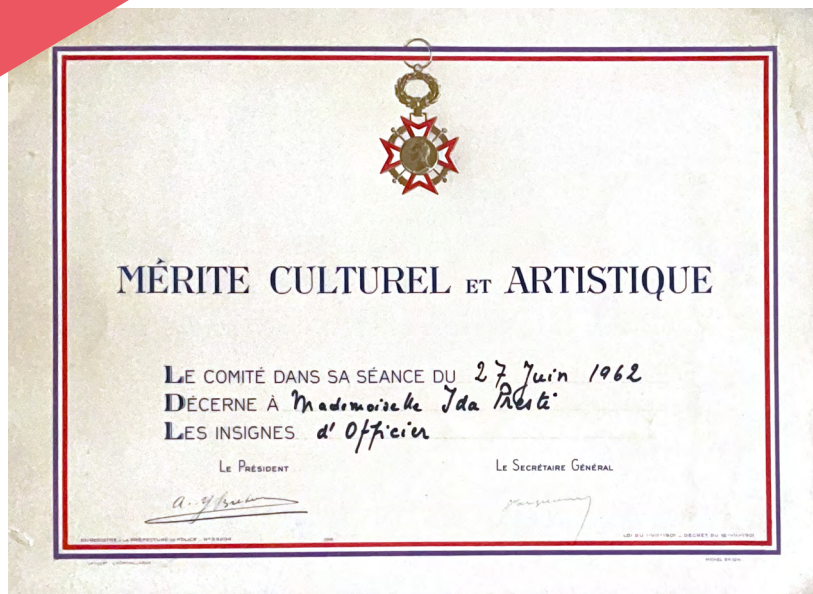 MÉRITE CULTUREL ET ARTISTIQUE
LE COMITÉ DANS SA SÉANCE DU 27 Juin 1962
DÉCERNE À Mademoiselle Ida Presti
LES INSIGNES d'Officier
LE PRÉSIDENT LE SECRÉTAIRE GÉNÉRAL